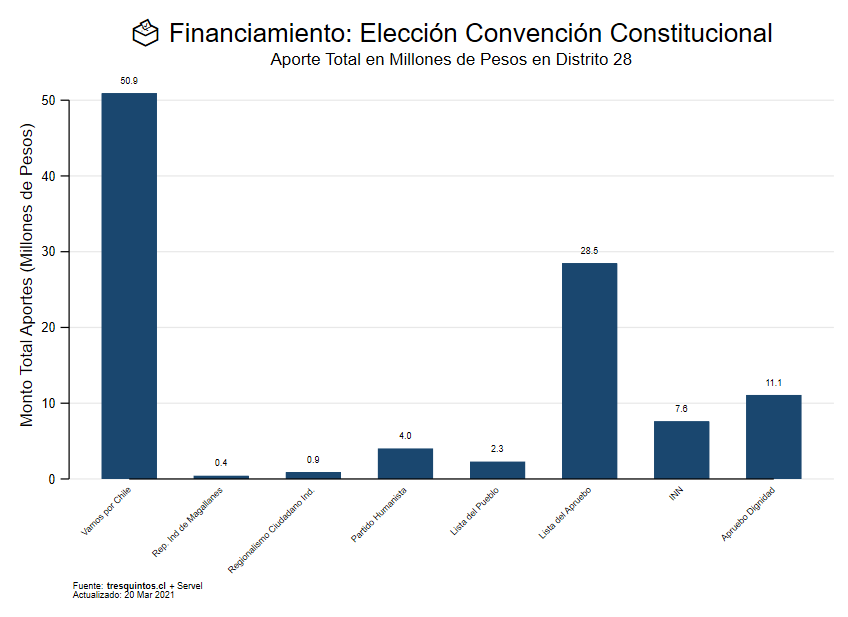 Financiamiento: Elección Convención Constitucional
Aporte Total en Millones de Pesos en Distrito 28
Monto Total Aportes (Millones de Pesos)
50
40
30
20
10
0
50.9
0.4
0.9
4.0
2.3
28.5
7.6
11.1
Vamos por Chile
Rep. Ind de Magallanes
Regionalismo Ciudadano Ind.
Partido Humanista
Lista del Pueblo
Lista del Apruebo
INN
Apruebo Dignidad
Fuente: tresquintos.cl + Servel
Actualizado: 20 Mar 2021